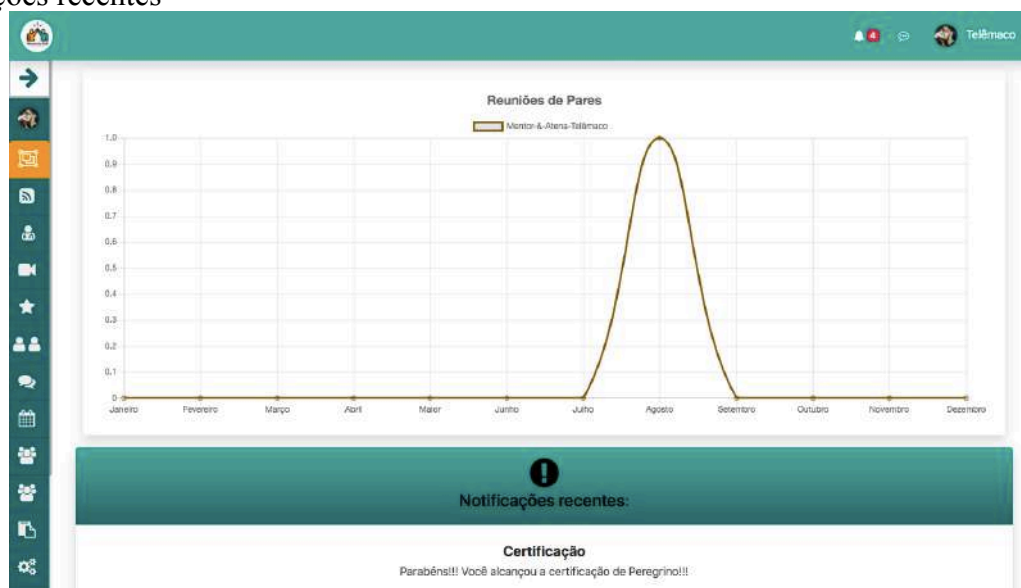 ções recentes
4
Telêmaco
Reuniões de Pares
Mentor-&-Atena-Telêmaco
1.0
0.9
0.8
0.7
0.6
0.5
0.4
0.3
0.2
0.1
0
Janeiro Fevereiro Março Abril Maior Junho Julho Agosto Setembro Outubro Novembro Dezembro
Notificações recentes:
Certificação
Parabéns!!! Você alcançou a certificação de Peregrino!!!